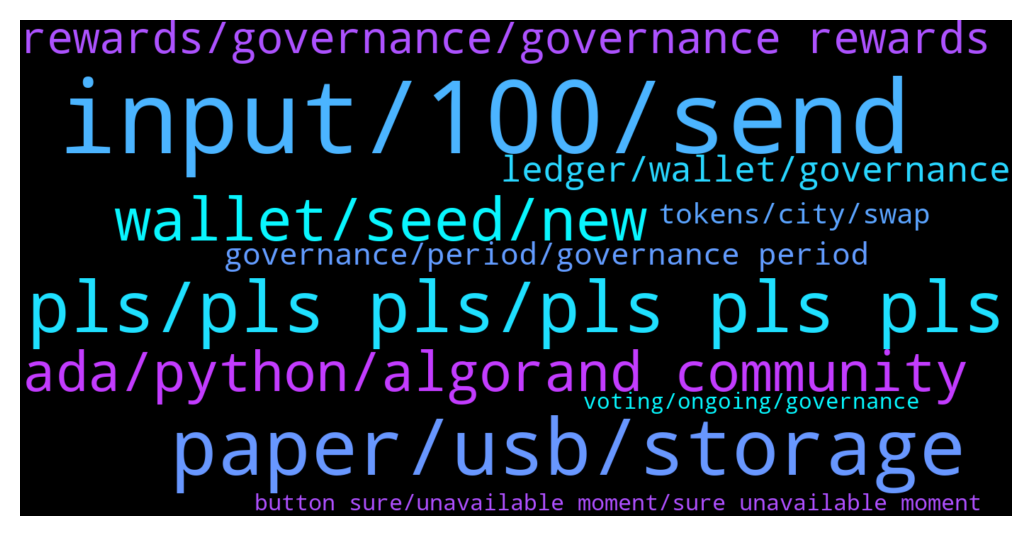 rewards/governance/governance rewards
input/100/send
ledger/wallet/governance
wallet/seed/new
tokens/city/swap
governance/period/governance period
pls/pls pls/pls pls pls
ada/python/algorand community
voting/ongoing/governance
paper/usb/storage
button sure/unavailable moment/sure unavailable moment